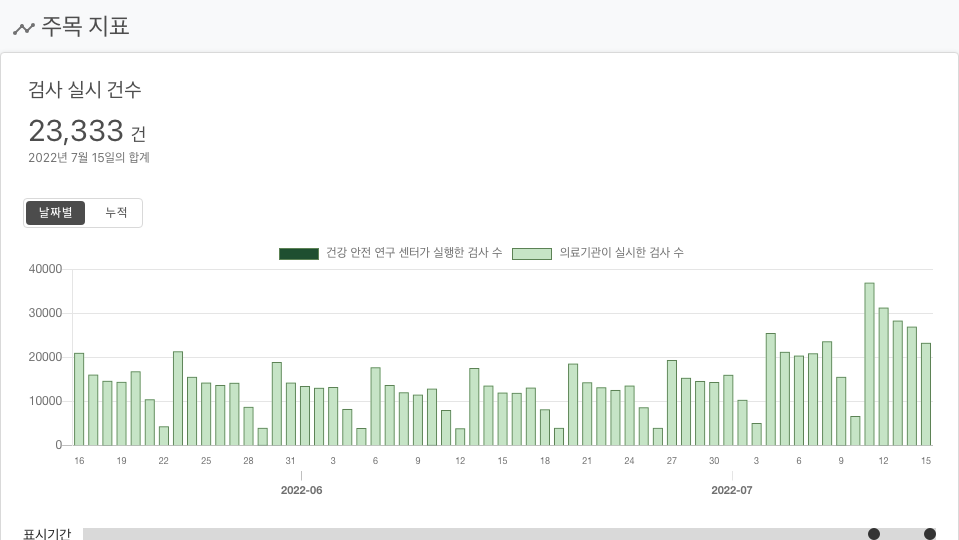 주목 지표
검사 실시 건수
23,333 건
2022년 7월 15일의 합계
날짜별 누적
건강 안전 연구 센터가 실행한 검사 수 의료기관이 실시한 검사 수
40000
30000
20000
10000
0
16 19 22 25 28 31 3 6 9 12 15 18 21 24 27 30 3 6 9 12 15
2022-06 2022-07
표시기간